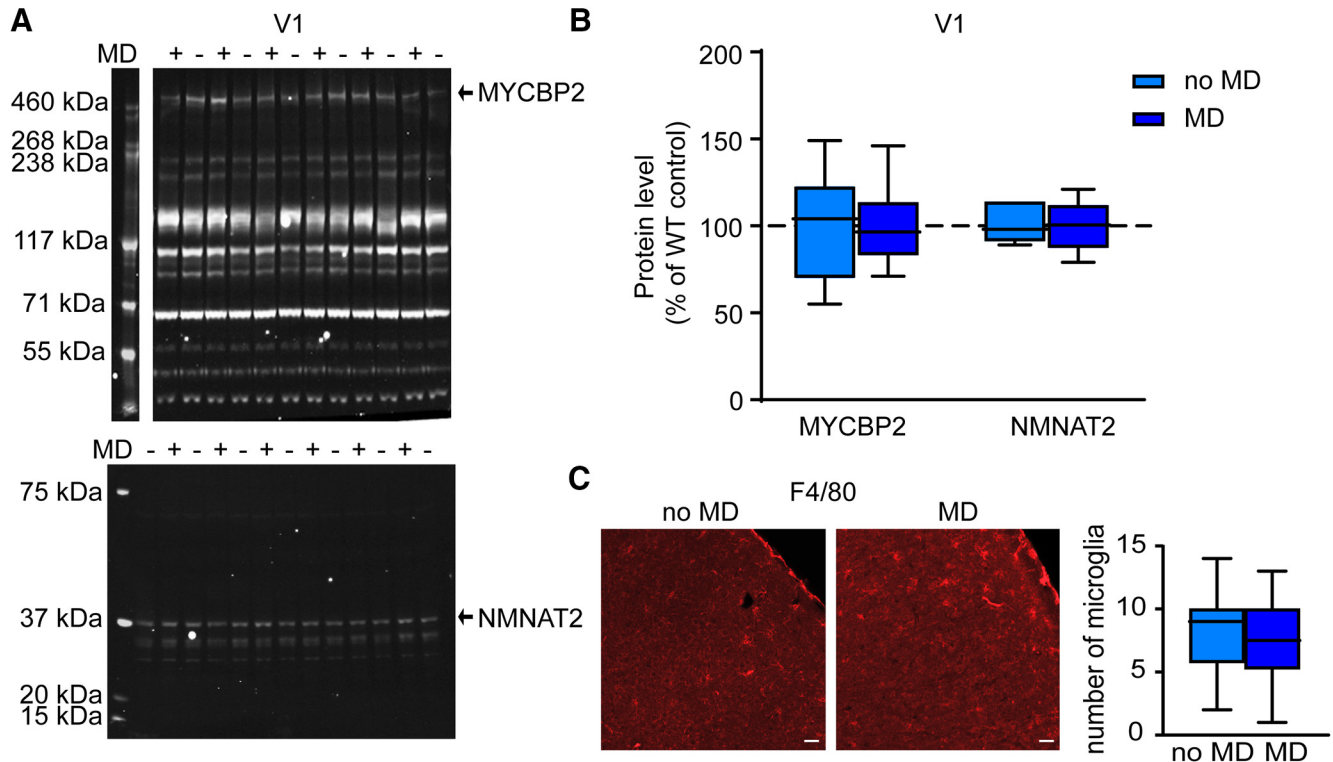 A
V1
MD + - + - + - + - + - + -
460 kDa
268 kDa
238 kDa
117 kDa
71 kDa
55 kDa
MYCBP2
MD - + - + - + - + - + - + -
75 kDa
37 kDa
20 kDa
15 kDa
NMNAT2
B
V1
Protein level
(% of WT control)
200
150
100
50
0
MYCBP2 NMNAT2
no MD
MD
C
F4/80
no MD MD
number of microglia
15
10
5
0
no MD MD